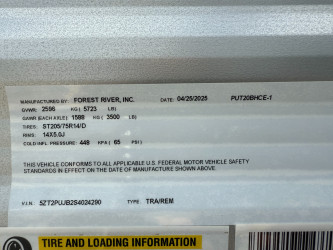 MANUFACTURED BY: FOREST RIVER, INC. DATE: 04/25/2025 PUT20BHCE-1
GVWR: 2596 KG ( 5723 LB)
GAWR (EACH AXLE) 1588 KG ( 3500 LB)
TIRES: ST205/75R14/D
RIMS: 14X5.0J
COLD INFL. PRESSURE: 448 KPA ( 65 PSI)
THIS VEHICLE CONFORMS TO ALL APPLICABLE U.S. FEDERAL MOTOR VEHICLE SAFETY
STANDARDS IN EFFECT ON THE DATE OF MANUFACTURE SHOWN ABOVE.
V.I.N.: 5ZT2PUJB2S4024290 TYPE: TRA/REM
TIRE AND LOADING INFORMATION